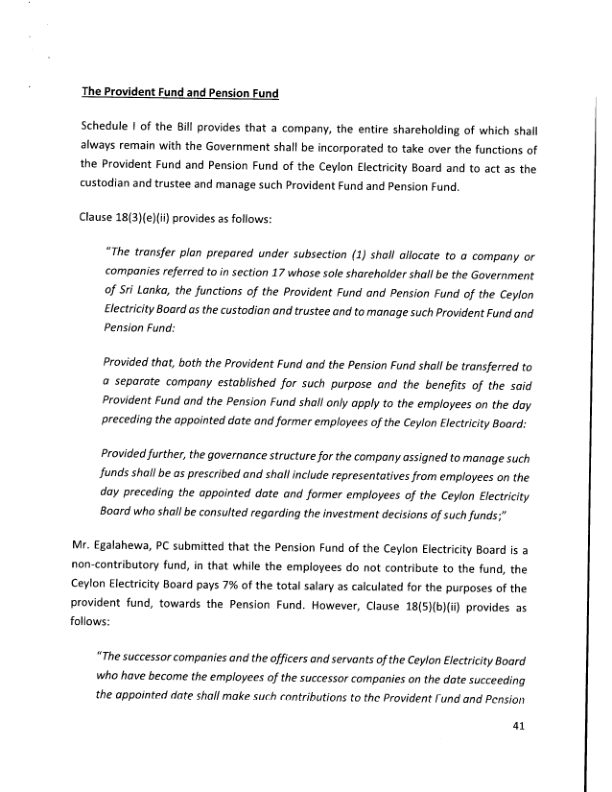 The Provident Fund and Pension Fund
Schedule I of the Bill provides that a company, the entire shareholding of which shall
always remain with the Government shall be incorporated to take over the functions of
the Provident Fund and Pension Fund of the Ceylon Electricity Board and to act as the
custodian and trustee and manage such Provident Fund and Pension Fund.
Clause 18(3)(e)(ii) provides as follows:
"The transfer plan prepared under subsection (1) shall allocate to a company or
companies referred to in section 17 whose sole shareholder shall be the Government
of Sri Lanka, the functions of the Provident Fund and Pension Fund of the Ceylon
Electricity Board as the custodian and trustee and to manage such Provident Fund and
Pension Fund:
Provided that, both the Provident Fund and the Pension Fund shall be transferred to
a separate company established for such purpose and the benefits of the said
Provident Fund and the Pension Fund shall only apply to the employees on the day
preceding the appointed date and former employees of the Ceylon Electricity Board:
Provided further, the governance structure for the company assigned to manage such
funds shall be as prescribed and shall include representatives from employees on the
day preceding the appointed date and former employees of the Ceylon Electricity
Board who shall be consulted regarding the investment decisions of such funds;"
Mr. Egalahewa, PC submitted that the Pension Fund of the Ceylon Electricity Board is a
non-contributory fund, in that while the employees do not contribute to the fund, the
Ceylon Electricity Board pays 7% of the total salary as calculated for the purposes of the
provident fund, towards the Pension Fund. However, Clause 18(5)(b)(ii) provides as
follows:
"The successor companies and the officers and servants of the Ceylon Electricity Board
who have become the employees of the successor companies on the date succeeding
the appointed date shall make such contributions to the Provident Fund and Pension
41